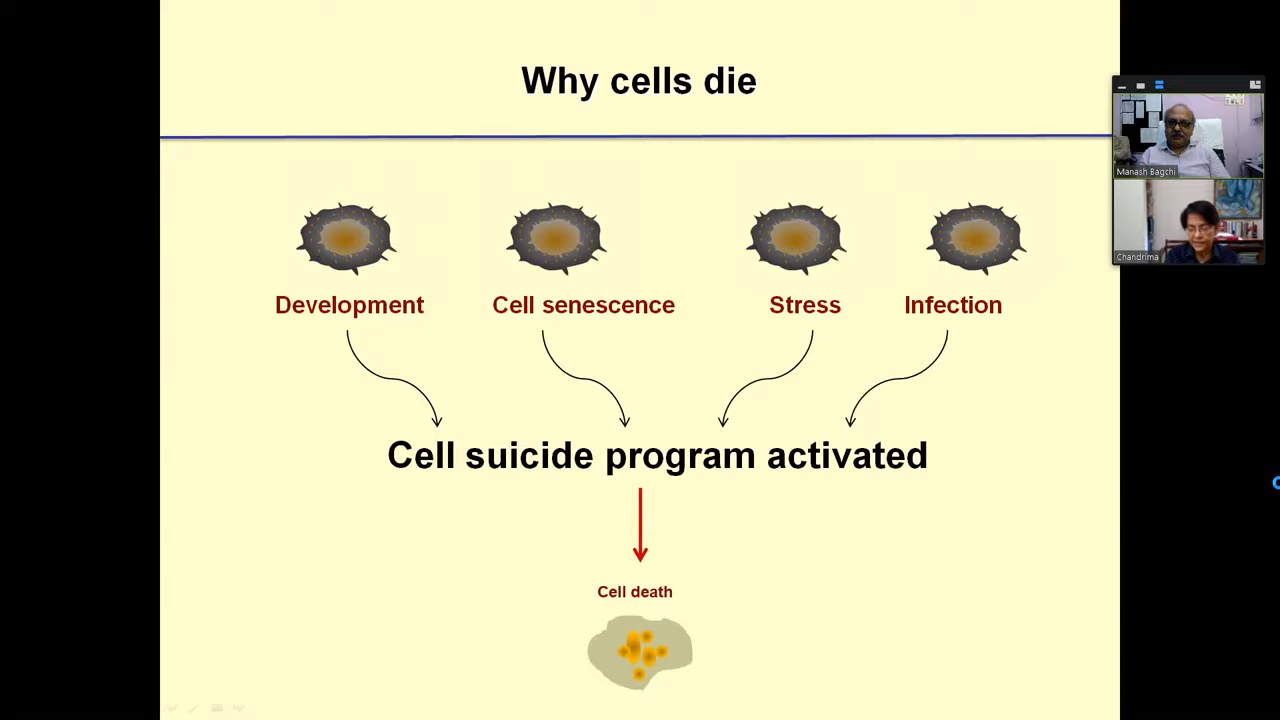 Why cells die
Manash Bagchi
Chandrima
Development Cell senescence Stress Infection
Cell suicide program activated
Cell death